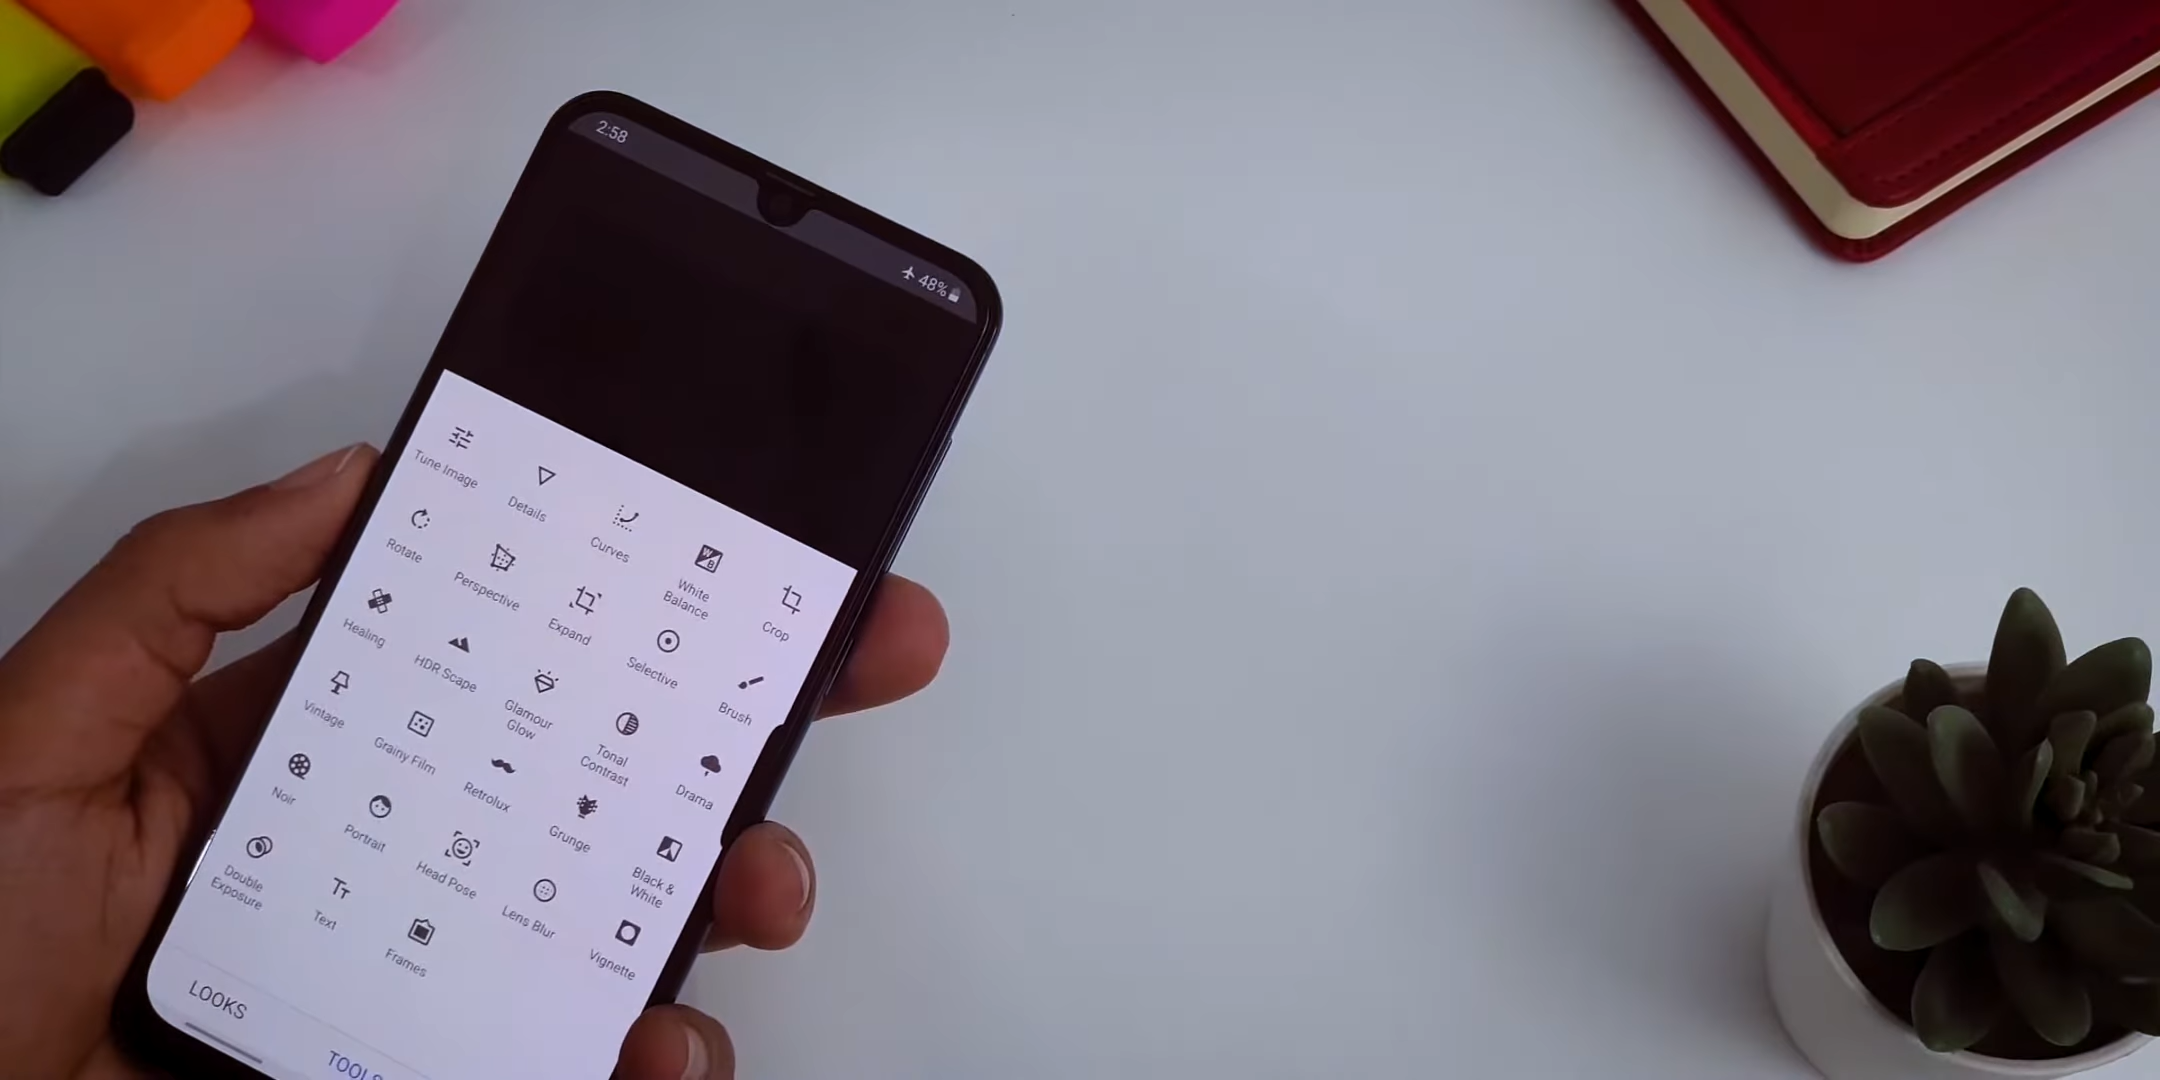 2:58
48%
Tune Image
Details
Curves
White
Balance
Crop
Rotate
Perspective
Expand
Selective
Brush
Healing
HDR Scape
Glamour
Glow
Tonal
Contrast
Drama
Vintage
Grainy Film
Retrolux
Grunge
Black &
White
Noir
Portrait
Head Pose
Lens Blur
Vignette
Double
Exposure
Text
Frames
LOOKS
TOOLS